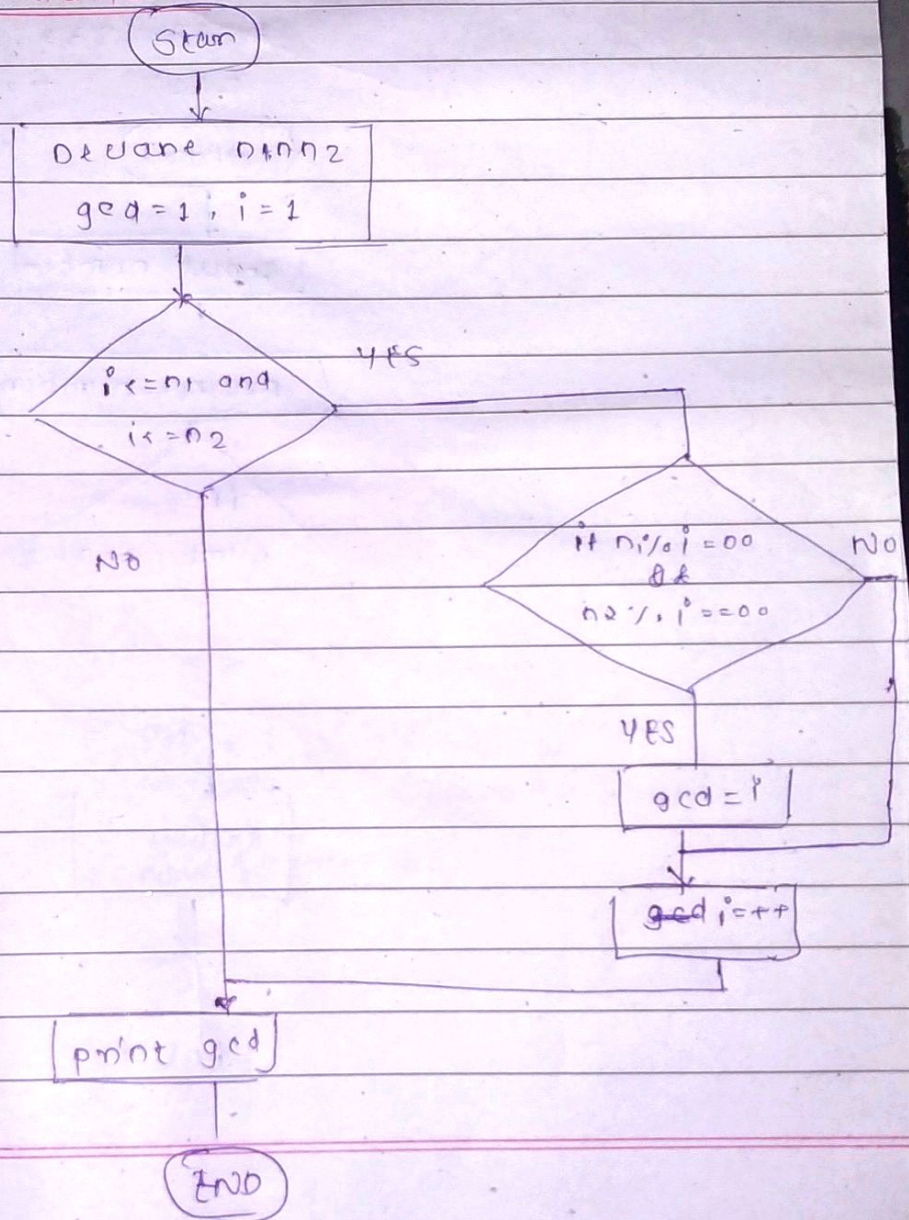 Start
Declare n1, n2
gcd = 1, i = 1
i <= n1 and
i <= n2
YES
NO
if n1 % i = 00
n2 % i == 00
NO
YES
gcd = i
i = ++
print gcd
END